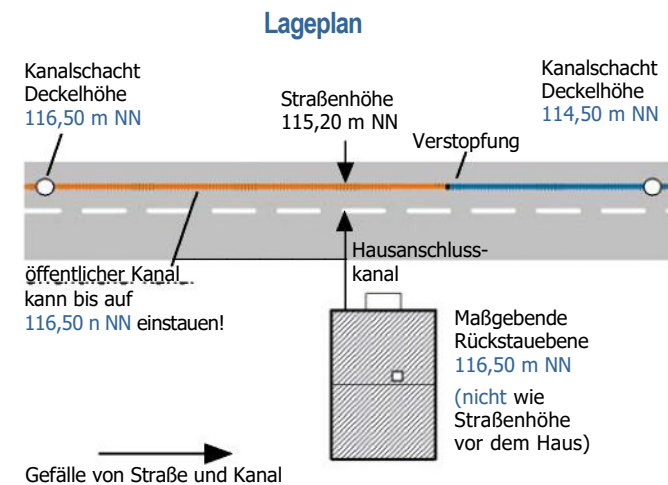 Lageplan
Kanalschacht
Deckelhöhe
116,50 m NN
Straßenhöhe
115,20 m NN
Kanalschacht
Deckelhöhe
114,50 m NN
Verstopfung
Hausanschluss-
kanal
öffentlicher Kanal
kann bis auf
116,50 n NN einstauen!
Maßgebende
Rückstauebene
116,50 m NN
(nicht wie
Straßenhöhe
vor dem Haus)
Gefälle von Straße und Kanal